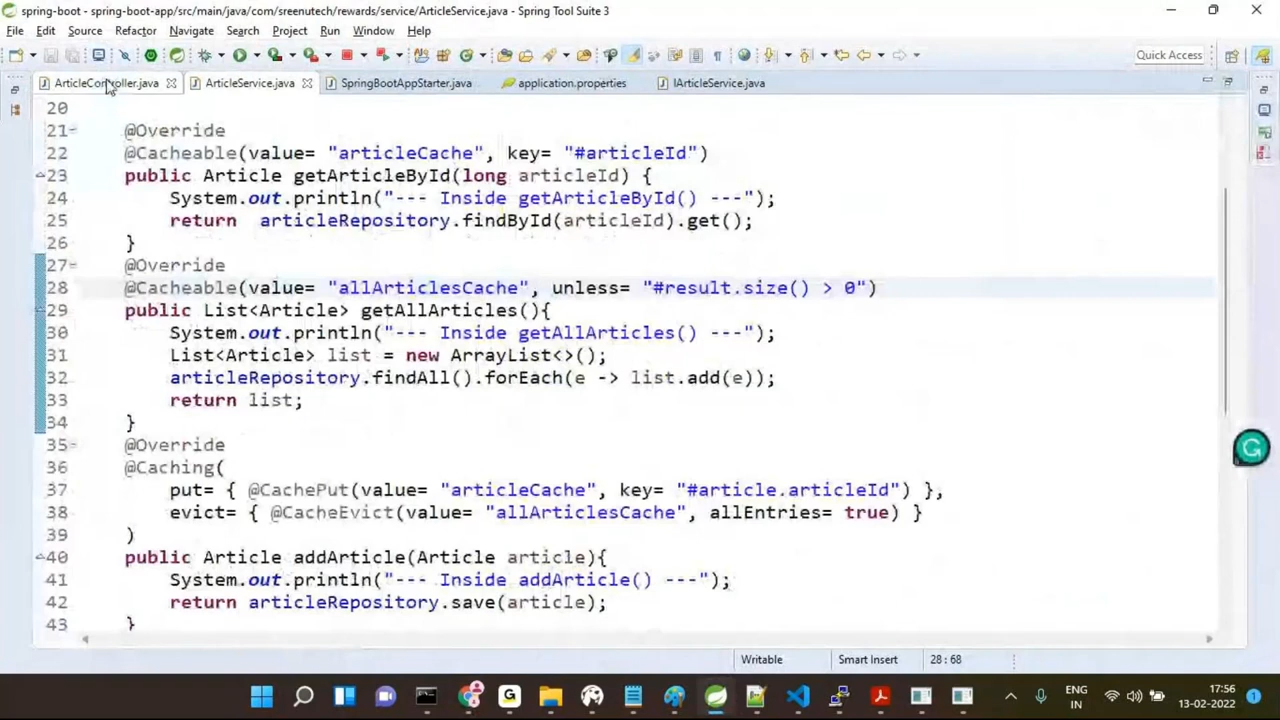 spring-boot - spring-boot-app/src/main/java/com/sreenutech/rewards/service/ArticleService.java - Spring Tool Suite 3
File Edit Source Refactor Navigate Search Project Run Window Help
Quick Access
ArticleController.java ArticleService.java SpringBootAppStarter.java application.properties IArticleService.java
20
21 @Override
22 @Cacheable(value= "articleCache", key= "#articleId")
23 public Article getArticleById(long articleId) {
24 System.out.println("--- Inside getArticleById() ---");
25 return articleRepository.findById(articleId).get();
26 }
27 @Override
28 @Cacheable(value= "allArticlesCache", unless= "#result.size() > 0")
29 public List<Article> getAllArticles(){
30 System.out.println("--- Inside getAllArticles() ---");
31 List<Article> list = new ArrayList<>();
32 articleRepository.findAll().forEach(e -> list.add(e));
33 return list;
34 }
35 @Override
36 @Caching(
37 put= { @CachePut(value= "articleCache", key= "#article.articleId") },
38 evict= { @CacheEvict(value= "allArticlesCache", allEntries= true) }
39 )
40 public Article addArticle(Article article){
41 System.out.println("--- Inside addArticle() ---");
42 return articleRepository.save(article);
43 }
Writable Smart Insert 28 : 68
ENG
IN
17:56
13-02-2022